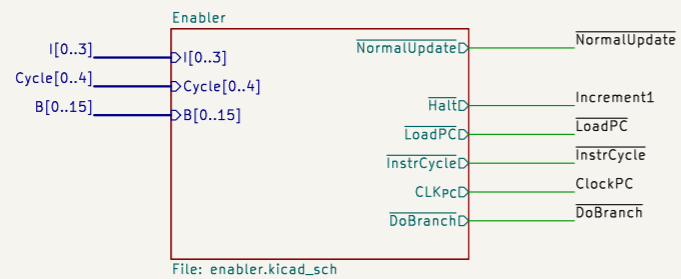 Enabler
I[0..3] I[0..3] NormalUpdate NormalUpdate
Cycle[0..4] Cycle[0..4]
B[0..15] B[0..15] Halt Increment1
LoadPC LoadPC
InstrCycle InstrCycle
CLKPC ClockPC
DoBranch DoBranch
File: enabler.kicad_sch